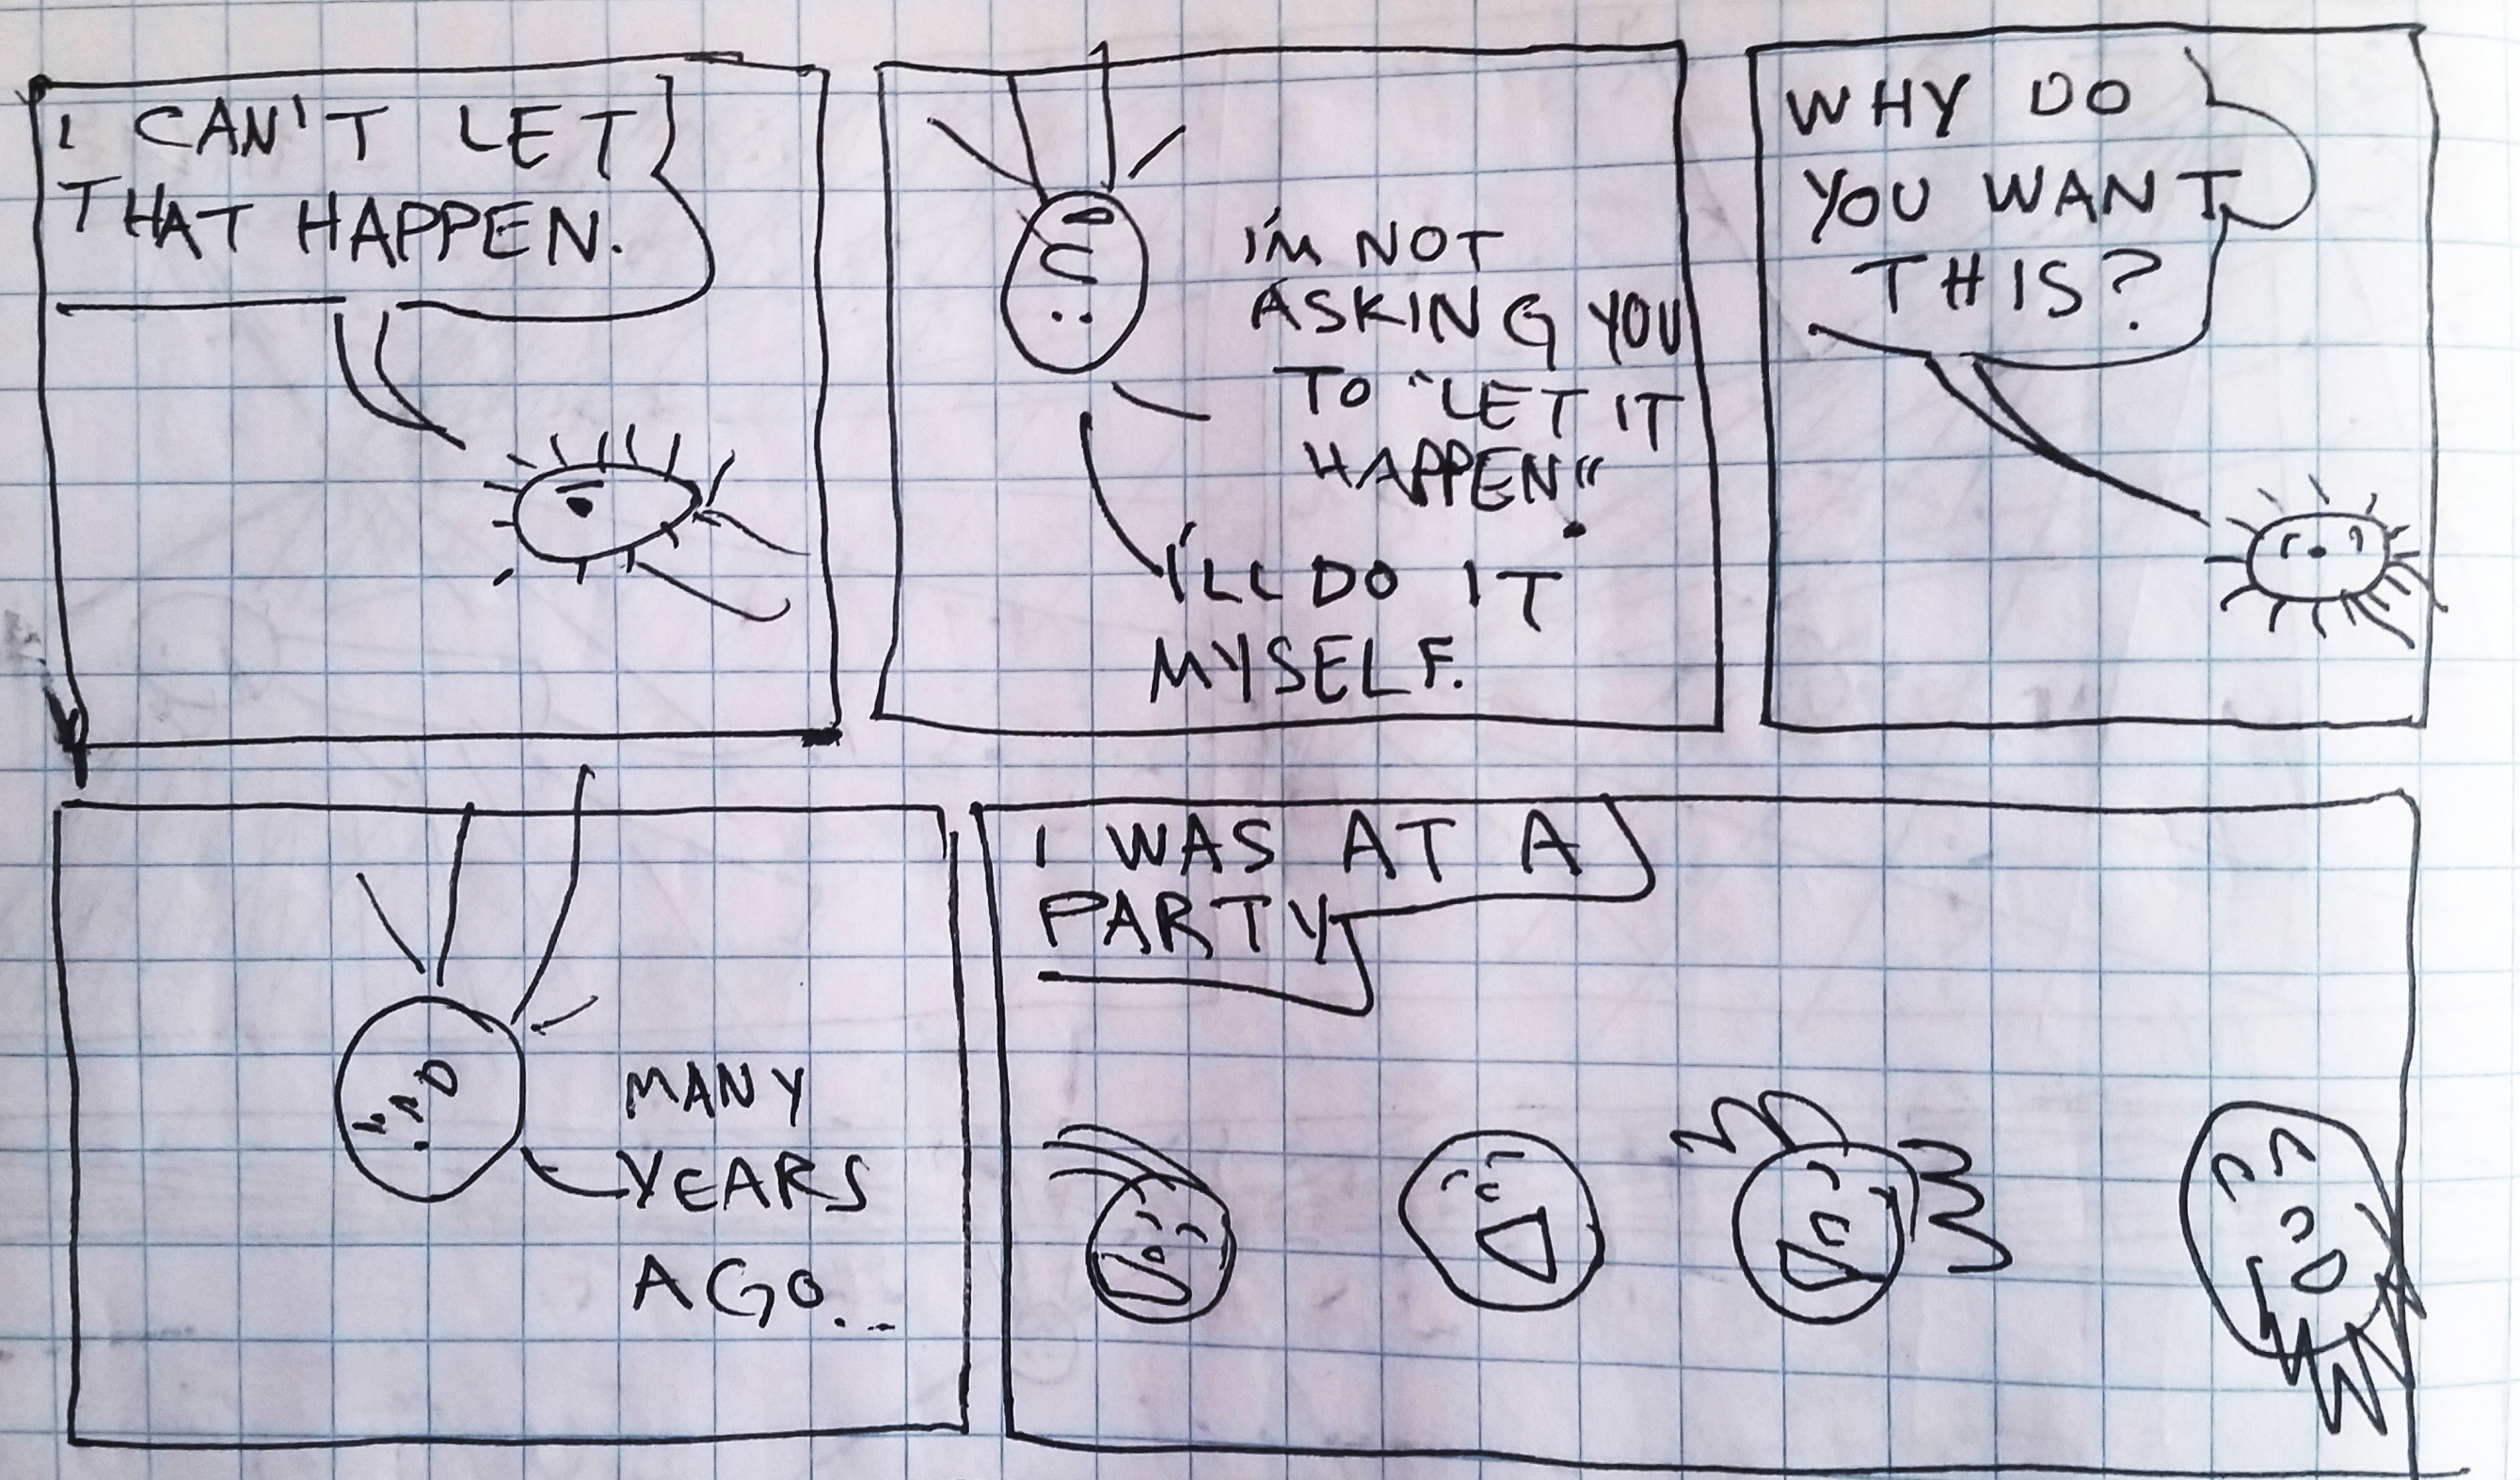 I CAN'T LET
THAT HAPPEN.
I'M NOT
ASKING YOU
TO "LET IT
HAPPEN".
I'LL DO IT
MYSELF.
WHY DO
YOU WANT
THIS?
MANY
YEARS
AGO...
I WAS AT A
PARTY